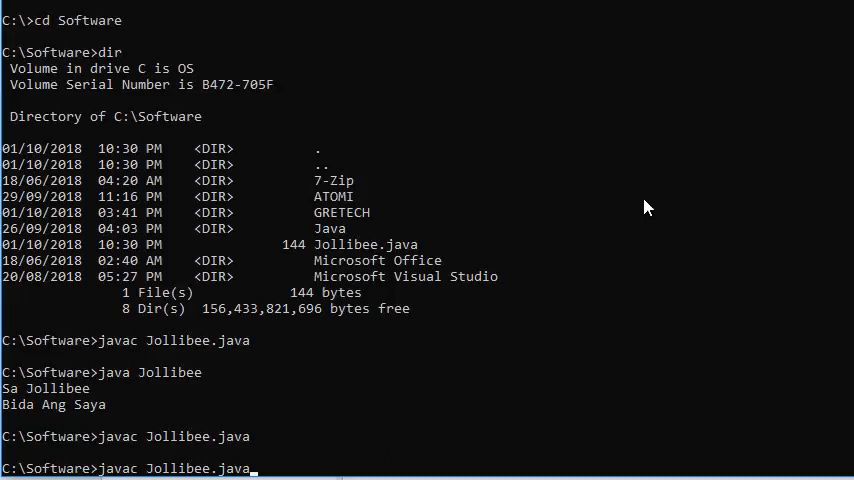 C:\>cd Software
C:\Software>dir
Volume in drive C is OS
Volume Serial Number is B472-705F
Directory of C:\Software
01/10/2018  10:30 PM    <DIR>          .
01/10/2018  10:30 PM    <DIR>          ..
18/06/2018  04:20 AM    <DIR>          7-Zip
29/09/2018  11:16 PM    <DIR>          ATOMI
01/10/2018  03:41 PM    <DIR>          GRETECH
26/09/2018  04:03 PM    <DIR>          Java
01/10/2018  10:30 PM               144 Jollibee.java
18/06/2018  02:40 AM    <DIR>          Microsoft Office
20/08/2018  05:27 PM    <DIR>          Microsoft Visual Studio
1 File(s)            144 bytes
8 Dir(s)  156,433,821,696 bytes free
C:\Software>javac Jollibee.java
C:\Software>java Jollibee
Sa Jollibee
Bida Ang Saya
C:\Software>javac Jollibee.java
C:\Software>javac Jollibee.java